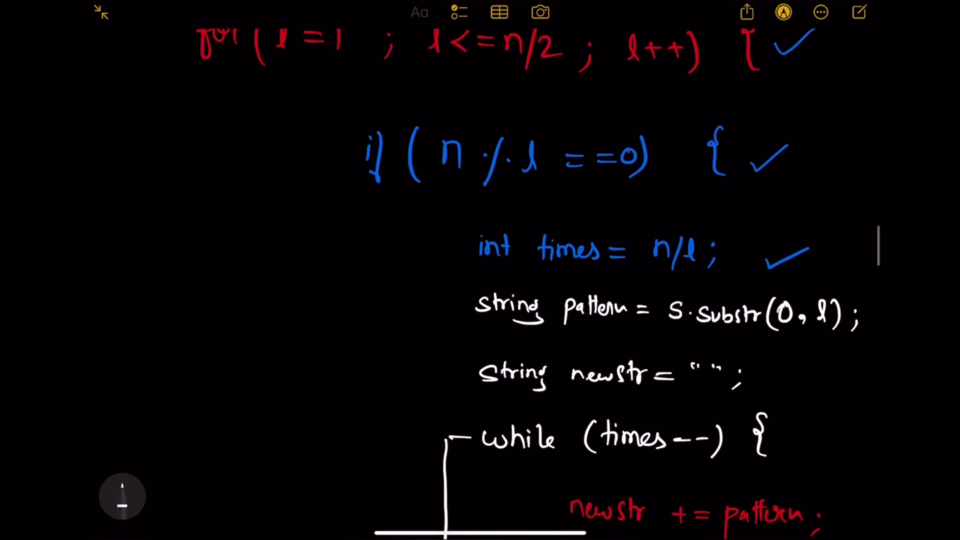 Aa
for ( l = 1 ; l <= n/2 ; l++) {
if ( n % l == 0) {
int times = n/l;
string pattern = s.substr(0, l);
string newstr = "";
while (times--) {
newstr += pattern;